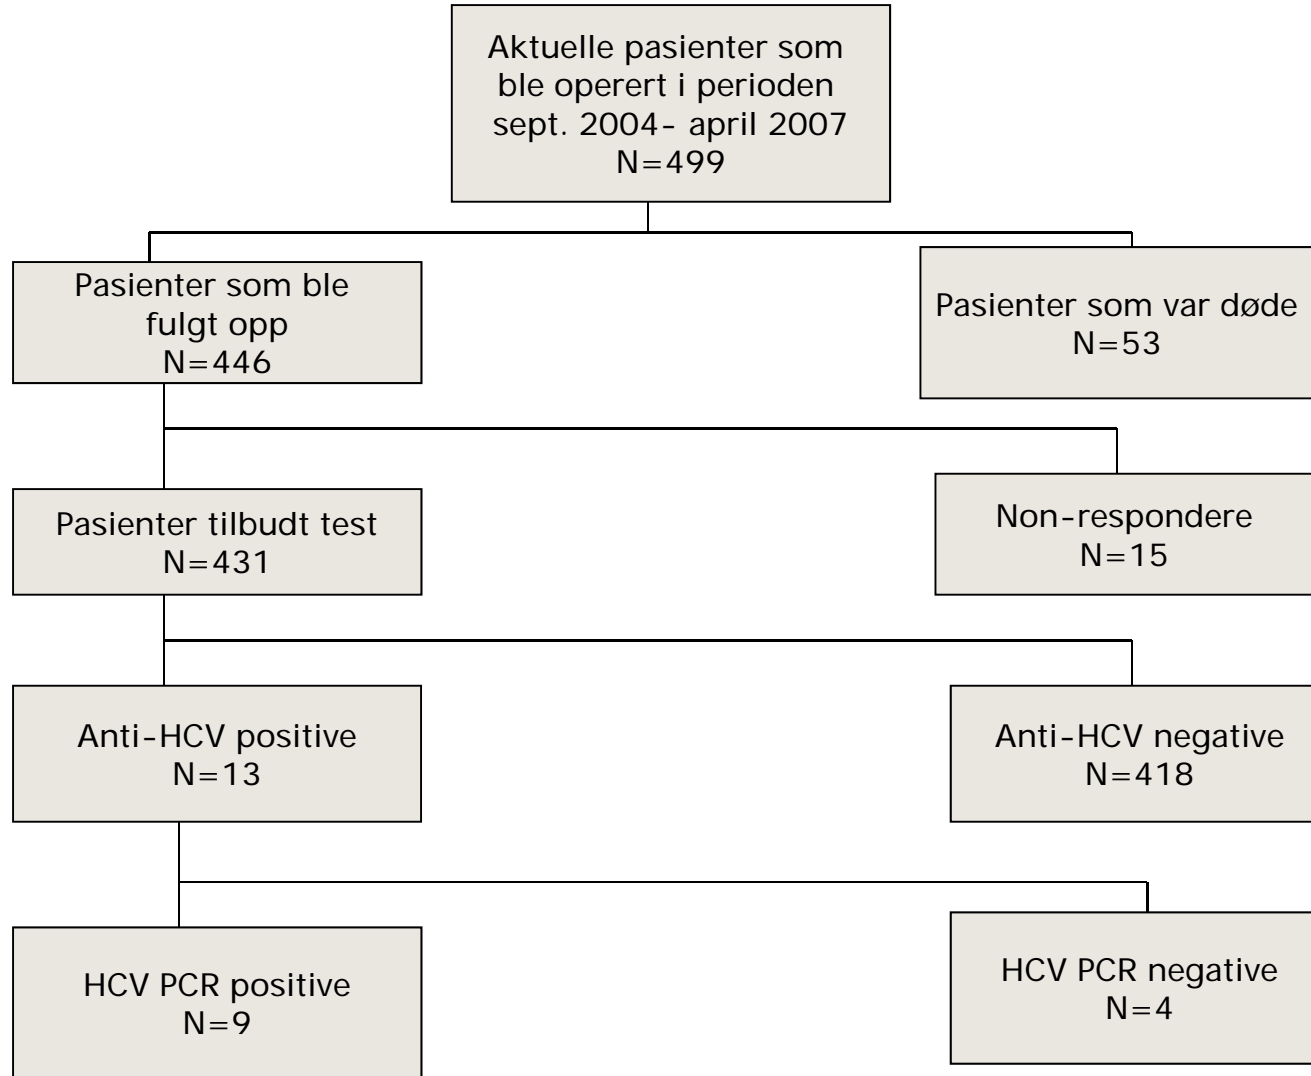 Aktuelle pasienter som
ble operert i perioden
sept. 2004- april 2007
N=499
Pasienter som ble
fulgt opp
N=446
Pasienter som var døde
N=53
Pasienter tilbudt test
N=431
Non-respondere
N=15
Anti-HCV positive
N=13
Anti-HCV negative
N=418
HCV PCR positive
N=9
HCV PCR negative
N=4